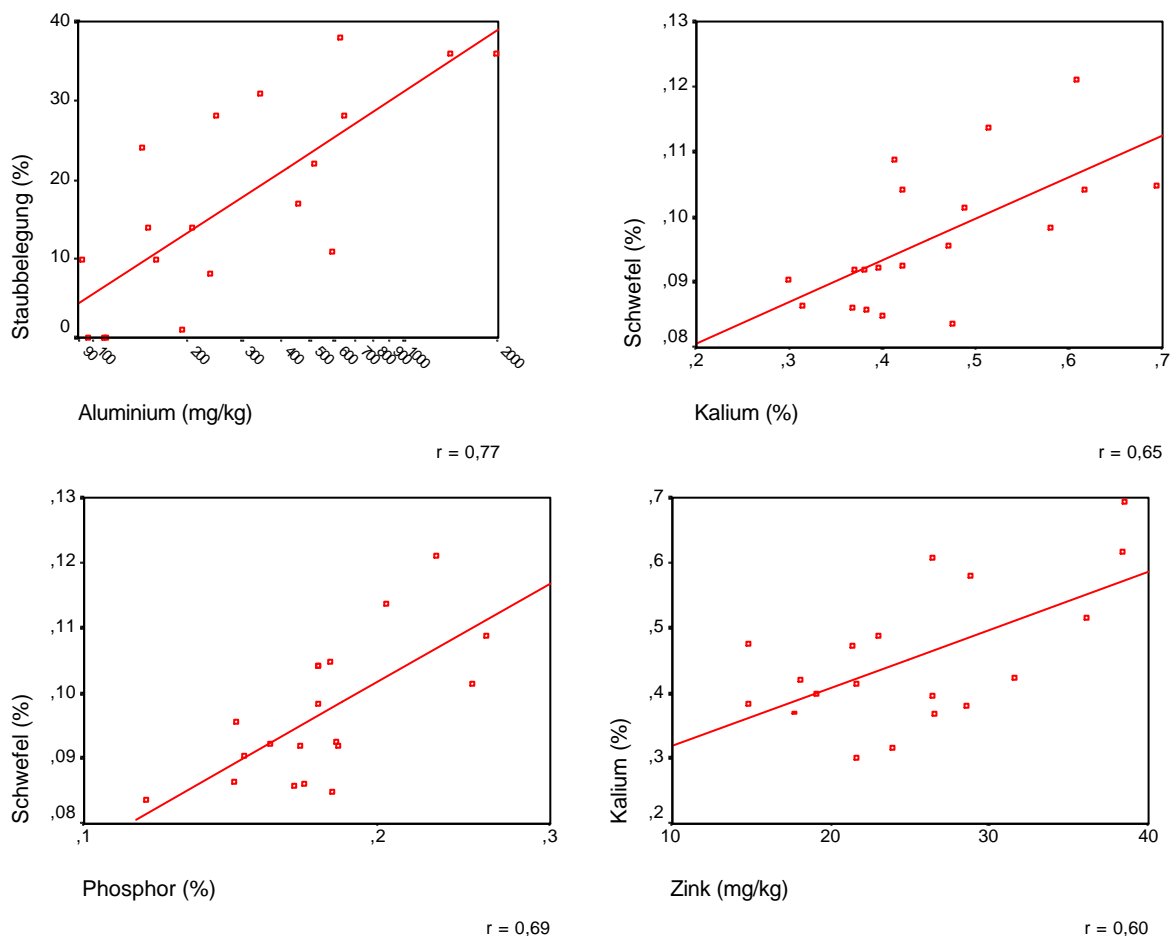 40
30
20
10
0
Staubbelegung (%)
90 100 200 300 400 500 600 700 800 900 1000 2000
Aluminium (mg/kg)
r = 0,77
,13
,12
,11
,10
,09
,08
Schwefel (%)
,2 ,3 ,4 ,5 ,6 ,7
Kalium (%)
r = 0,65
,13
,12
,11
,10
,09
,08
Schwefel (%)
,1 ,2 ,3
Phosphor (%)
r = 0,69
,7
,6
,5
,4
,3
,2
Kalium (%)
10 20 30 40
Zink (mg/kg)
r = 0,60